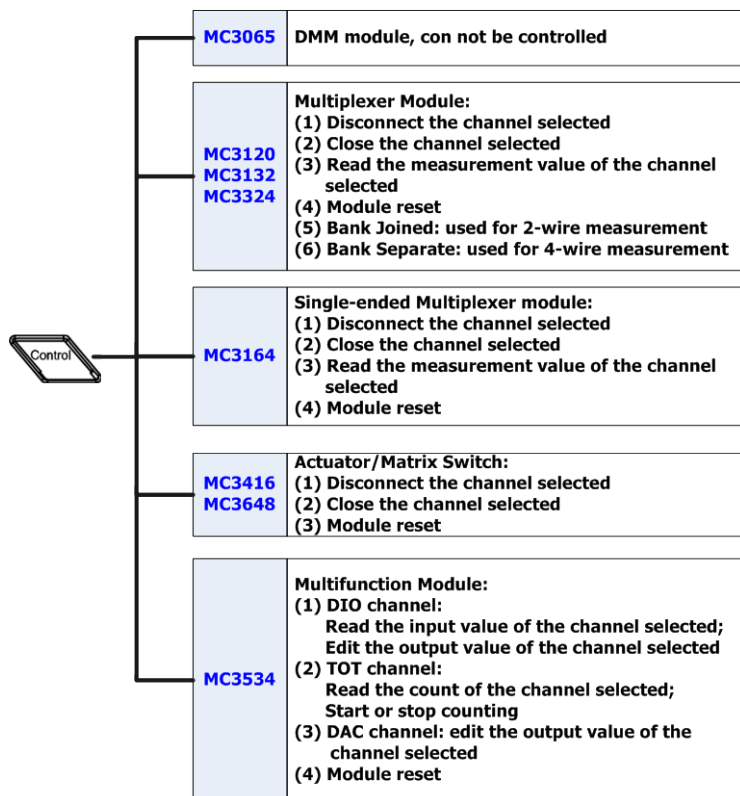 MC3065
DMM module, con not be controlled
MC3120
MC3132
MC3324
Multiplexer Module:
(1) Disconnect the channel selected
(2) Close the channel selected
(3) Read the measurement value of the channel
selected
(4) Module reset
(5) Bank Joined: used for 2-wire measurement
(6) Bank Separate: used for 4-wire measurement
Control
MC3164
Single-ended Multiplexer module:
(1) Disconnect the channel selected
(2) Close the channel selected
(3) Read the measurement value of the channel
selected
(4) Module reset
MC3416
MC3648
Actuator/Matrix Switch:
(1) Disconnect the channel selected
(2) Close the channel selected
(3) Module reset
MC3534
Multifunction Module:
(1) DIO channel:
Read the input value of the channel selected;
Edit the output value of the channel selected
(2) TOT channel:
Read the count of the channel selected;
Start or stop counting
(3) DAC channel: edit the output value of the
channel selected
(4) Module reset